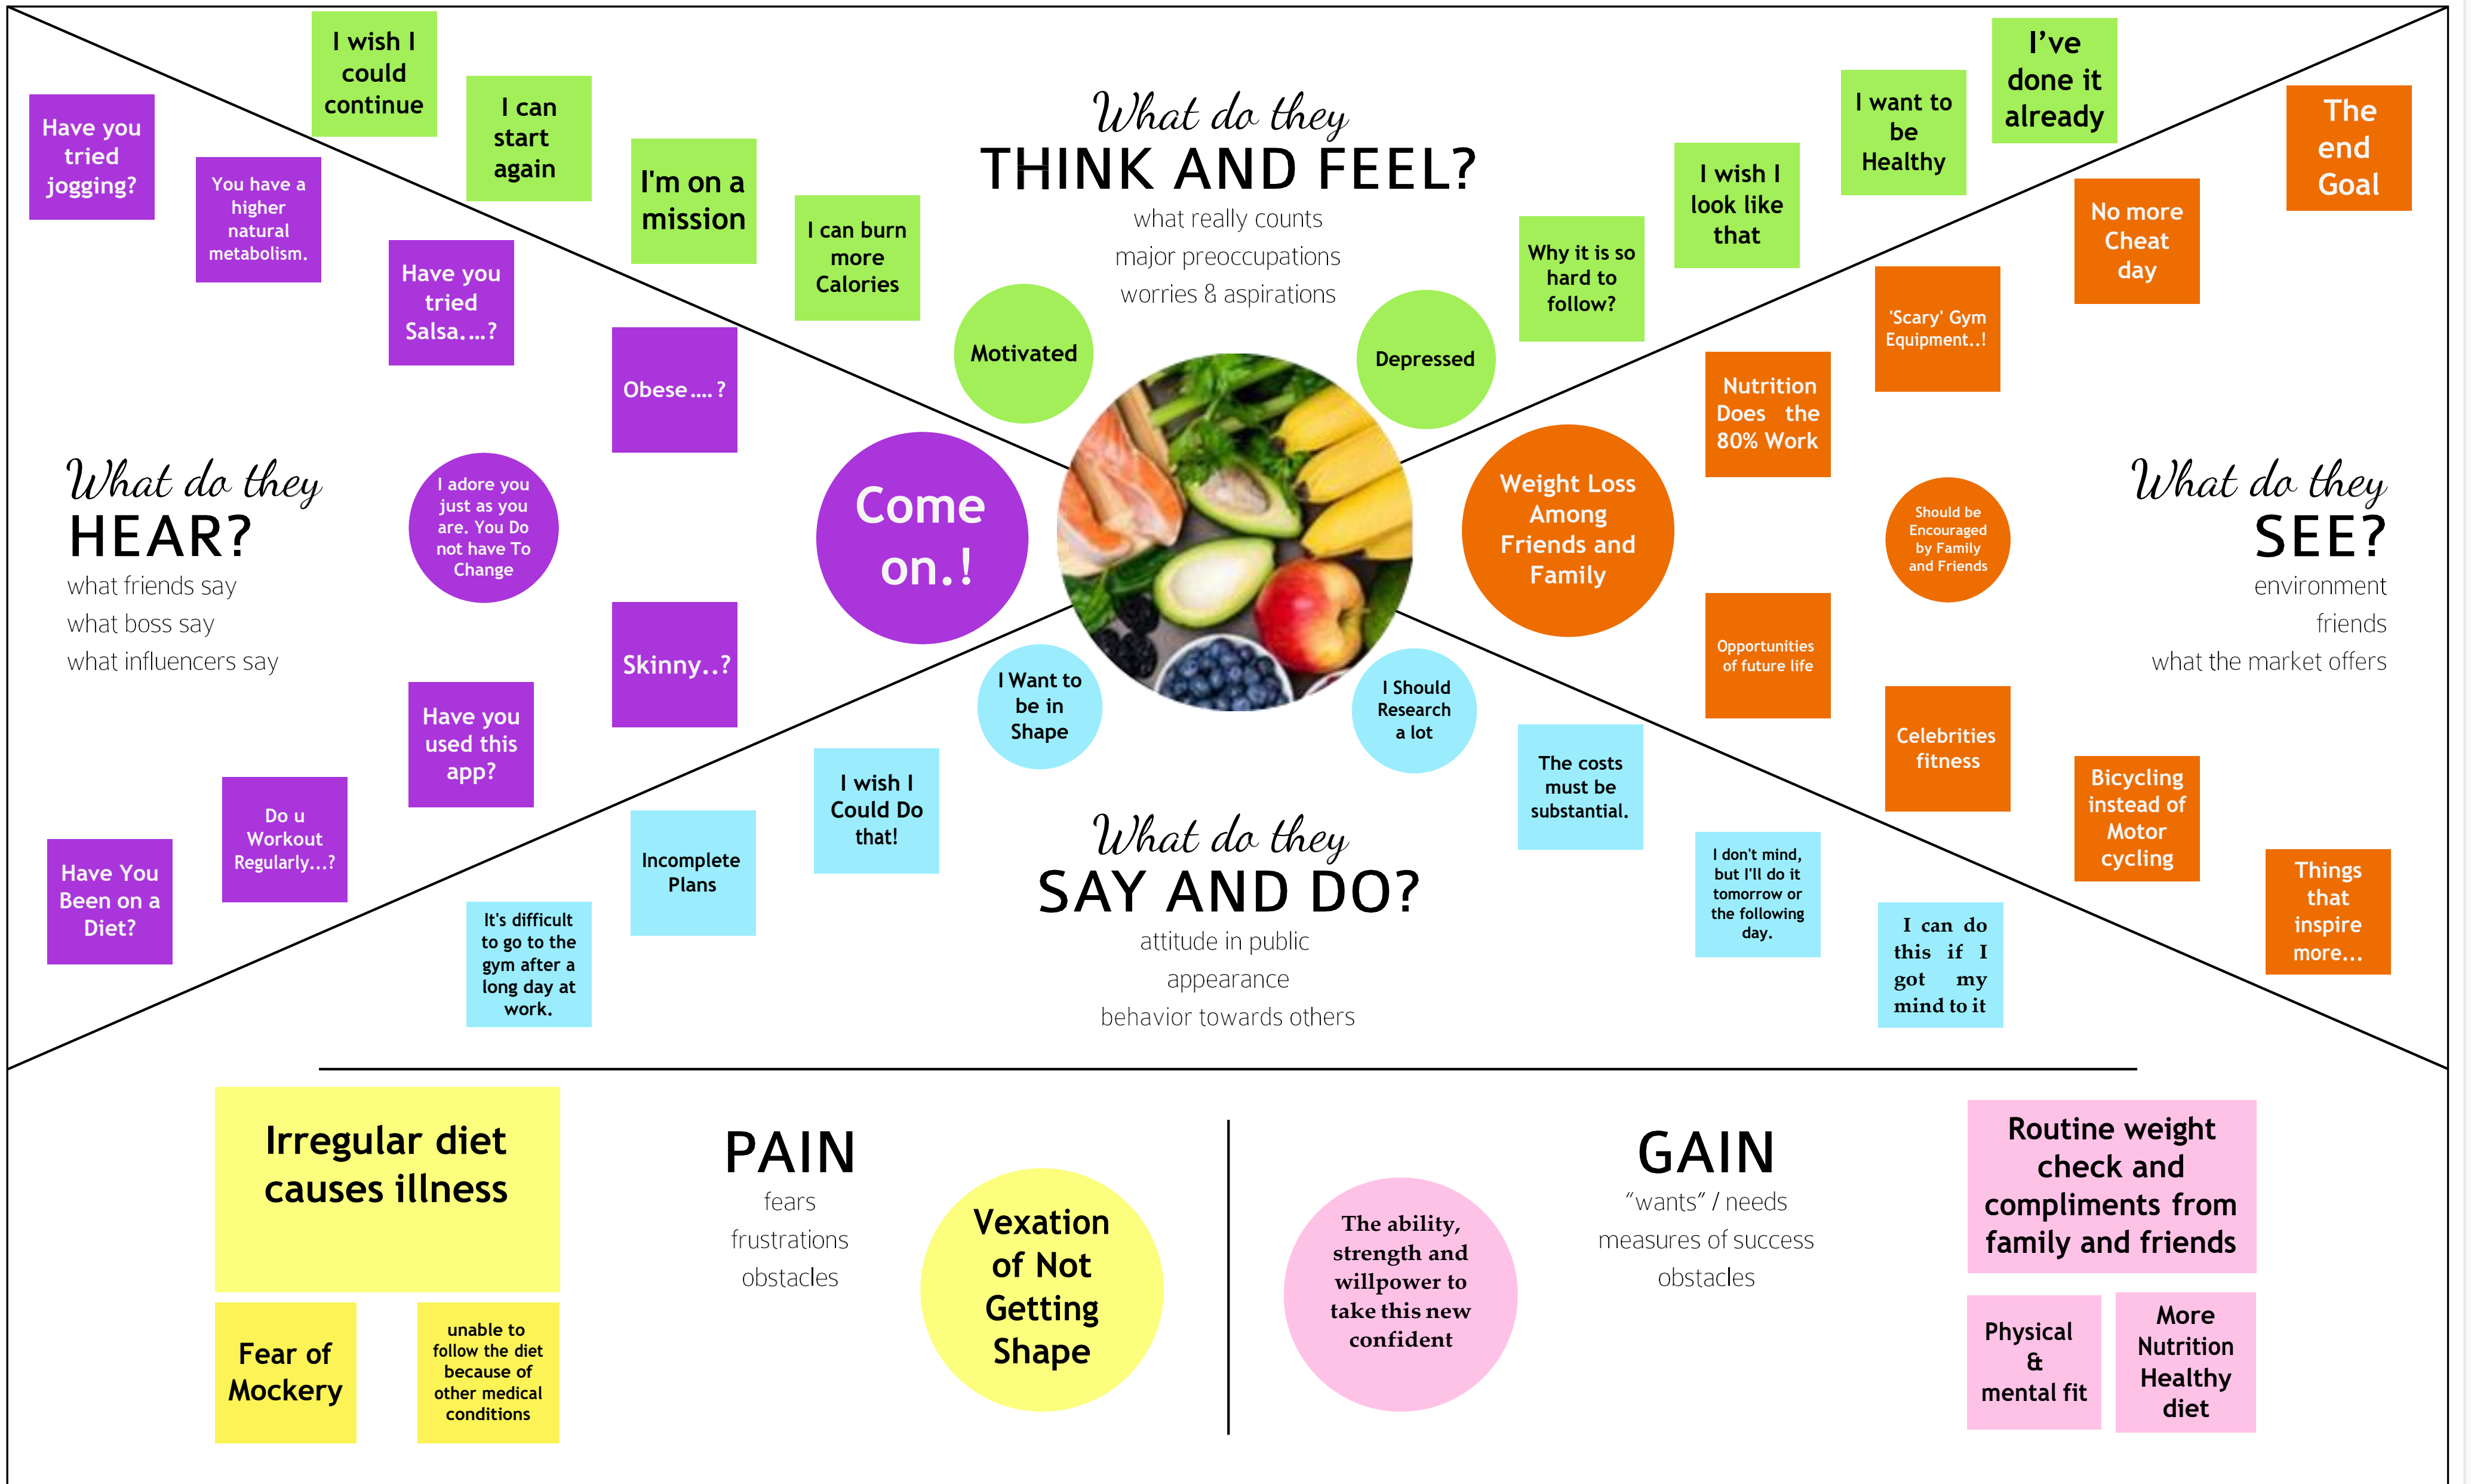 What do they
THINK AND FEEL?
what really counts
major preoccupations
worries & aspirations
I wish I
could
continue
I can
start
again
I'm on a
mission
I can burn
more
Calories
Motivated
Depressed
Why it is so
hard to
follow?
I wish I
look like
that
I want to
be
Healthy
I’ve
done it
already
What do they
HEAR?
what friends say
what boss say
what influencers say
Have you
tried
jogging?
You have a
higher
natural
metabolism.
Have you
tried
Salsa....?
Obese....?
I adore you
just as you
are. You Do
not have To
Change
Come
on.!
Skinny..?
Have you
used this
app?
Do u
Workout
Regularly...?
Have You
Been on a
Diet?
What do they
SEE?
environment
friends
what the market offers
The
end
Goal
No more
Cheat
day
'Scary' Gym
Equipment..!
Nutrition
Does the
80% Work
Weight Loss
Among
Friends and
Family
Should be
Encouraged
by Family
and Friends
Opportunities
of future life
Celebrities
fitness
Bicycling
instead of
Motor
cycling
Things
that
inspire
more...
What do they
SAY AND DO?
attitude in public
appearance
behavior towards others
I Want to
be in
Shape
I Should
Research
a lot
I wish I
Could Do
that!
Incomplete
Plans
It's difficult
to go to the
gym after a
long day at
work.
The costs
must be
substantial.
I don't mind,
but I'll do it
tomorrow or
the following
day.
I can do
this if I
got my
mind to it
PAIN
fears
frustrations
obstacles
Irregular diet
causes illness
Fear of
Mockery
unable to
follow the diet
because of
other medical
conditions
Vexation
of Not
Getting
Shape
GAIN
“wants” / needs
measures of success
obstacles
The ability,
strength and
willpower to
take this new
confident
Routine weight
check and
compliments from
family and friends
Physical
&
mental fit
More
Nutrition
Healthy
diet